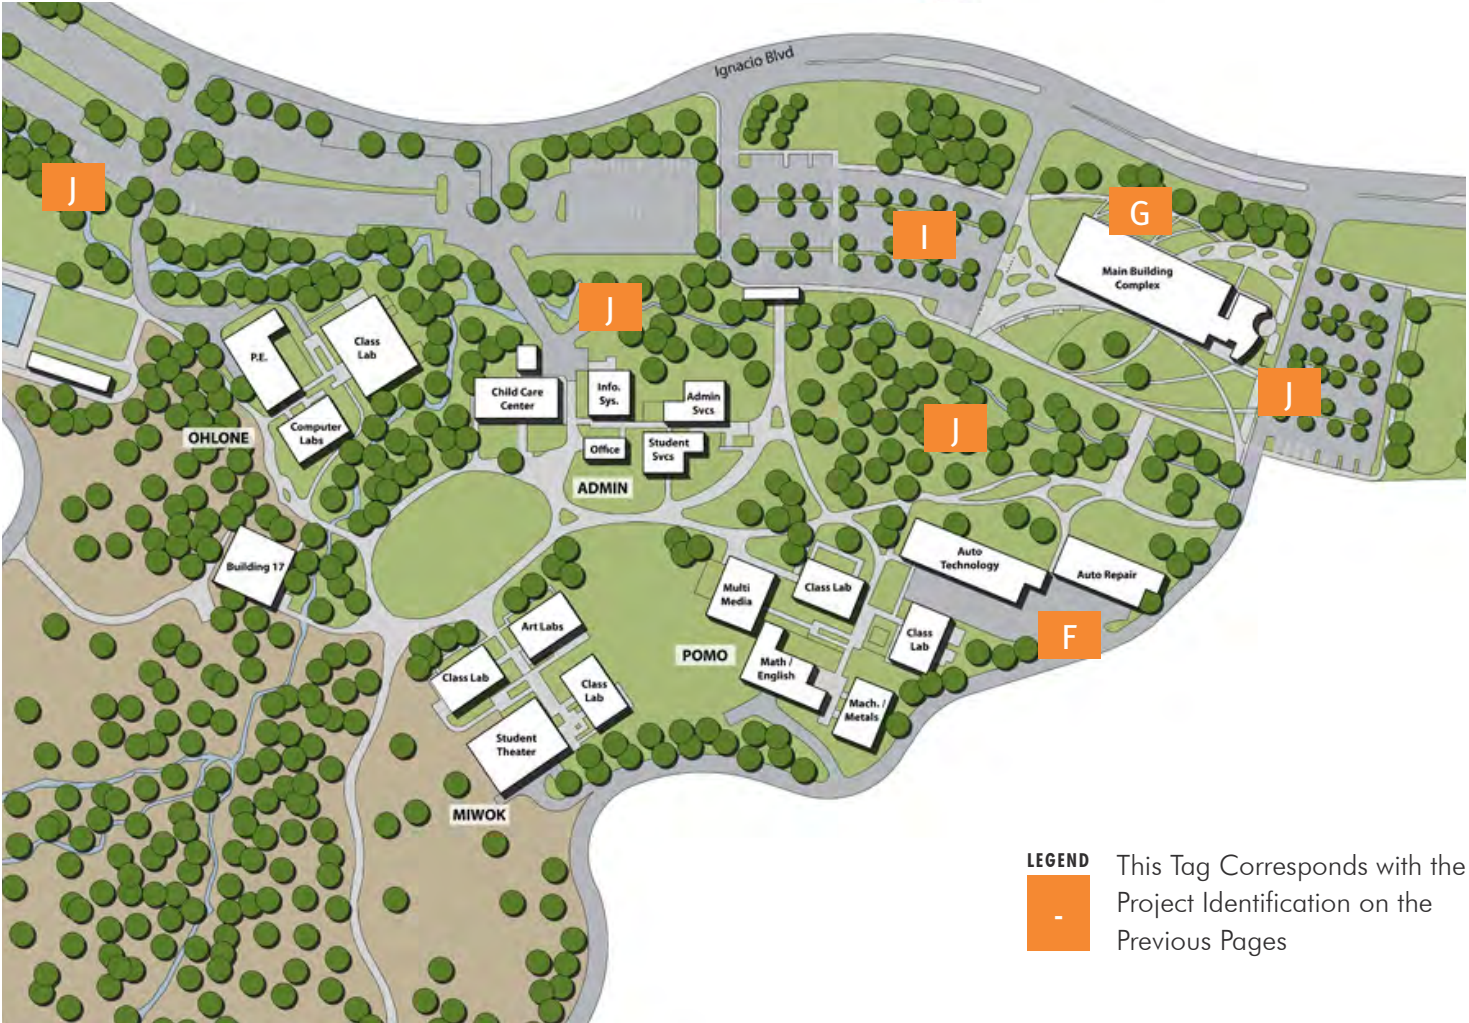 Ignacio Blvd
J
I
G
Main Building
Complex
J
P.E.
Class
Lab
Child Care
Center
Info.
Sys.
Admin
Svcs
J
J
Computer
Labs
OHLONE
Office
Student
Svcs
ADMIN
Building 17
Auto
Technology
Auto Repair
Multi
Media
Class Lab
Art Labs
Class
Lab
F
POMO
Math /
English
Class Lab
Class
Lab
Mach. /
Metals
Student
Theater
MIWOK
LEGEND
-
This Tag Corresponds with the
Project Identification on the
Previous Pages